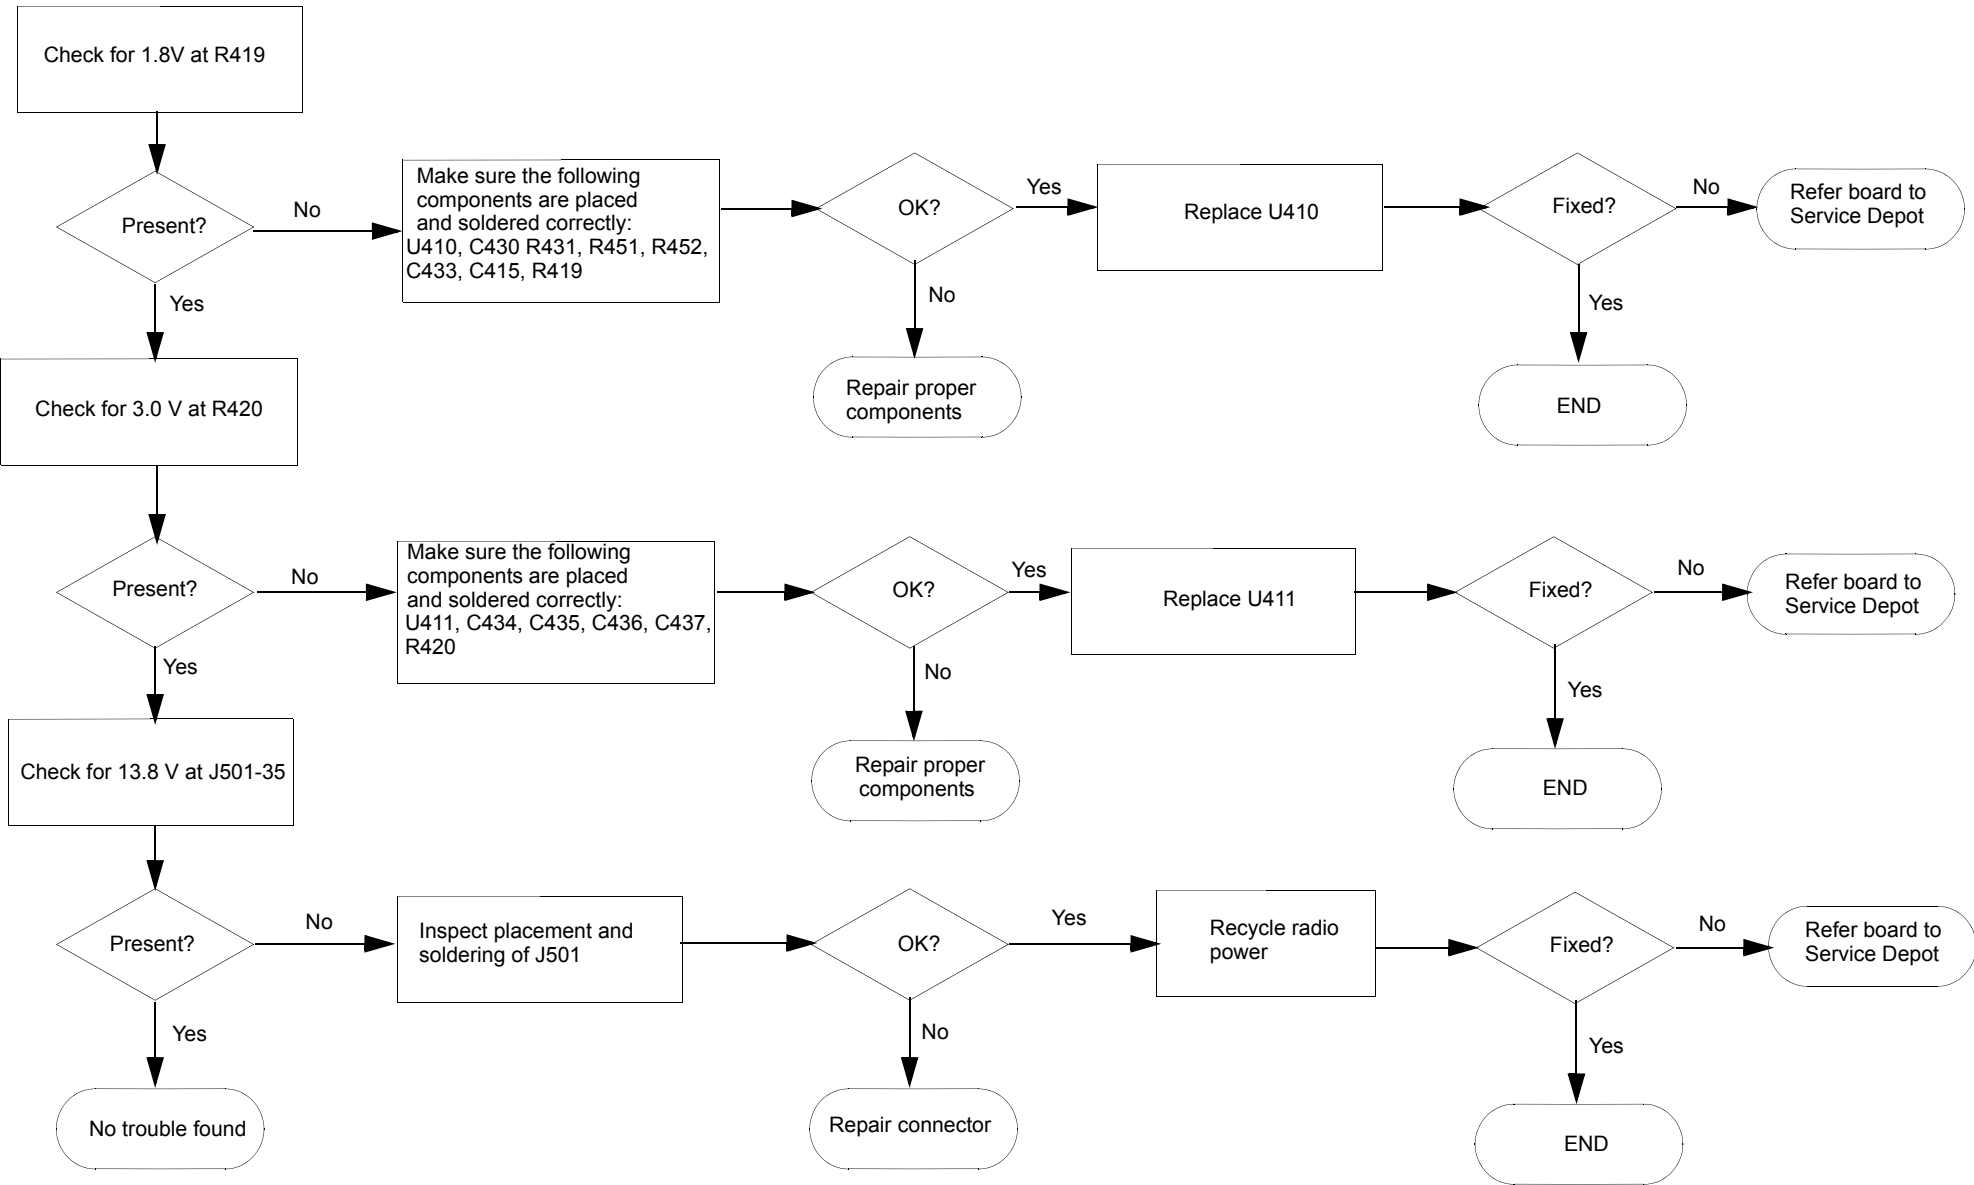 Check for 1.8V at R419
Present?
No
Make sure the following
components are placed
and soldered correctly:
U410, C430 R431, R451, R452,
C433, C415, R419
OK?
Yes
Replace U410
Fixed?
No
Refer board to
Service Depot
Yes
No
Yes
Repair proper
components
END
Check for 3.0 V at R420
Present?
No
Make sure the following
components are placed
and soldered correctly:
U411, C434, C435, C436, C437,
R420
OK?
Yes
Replace U411
Fixed?
No
Refer board to
Service Depot
Yes
No
Yes
Repair proper
components
END
Check for 13.8 V at J501-35
Present?
No
Inspect placement and
soldering of J501
OK?
Yes
Recycle radio
power
Fixed?
No
Refer board to
Service Depot
Yes
No
Yes
No trouble found
Repair connector
END